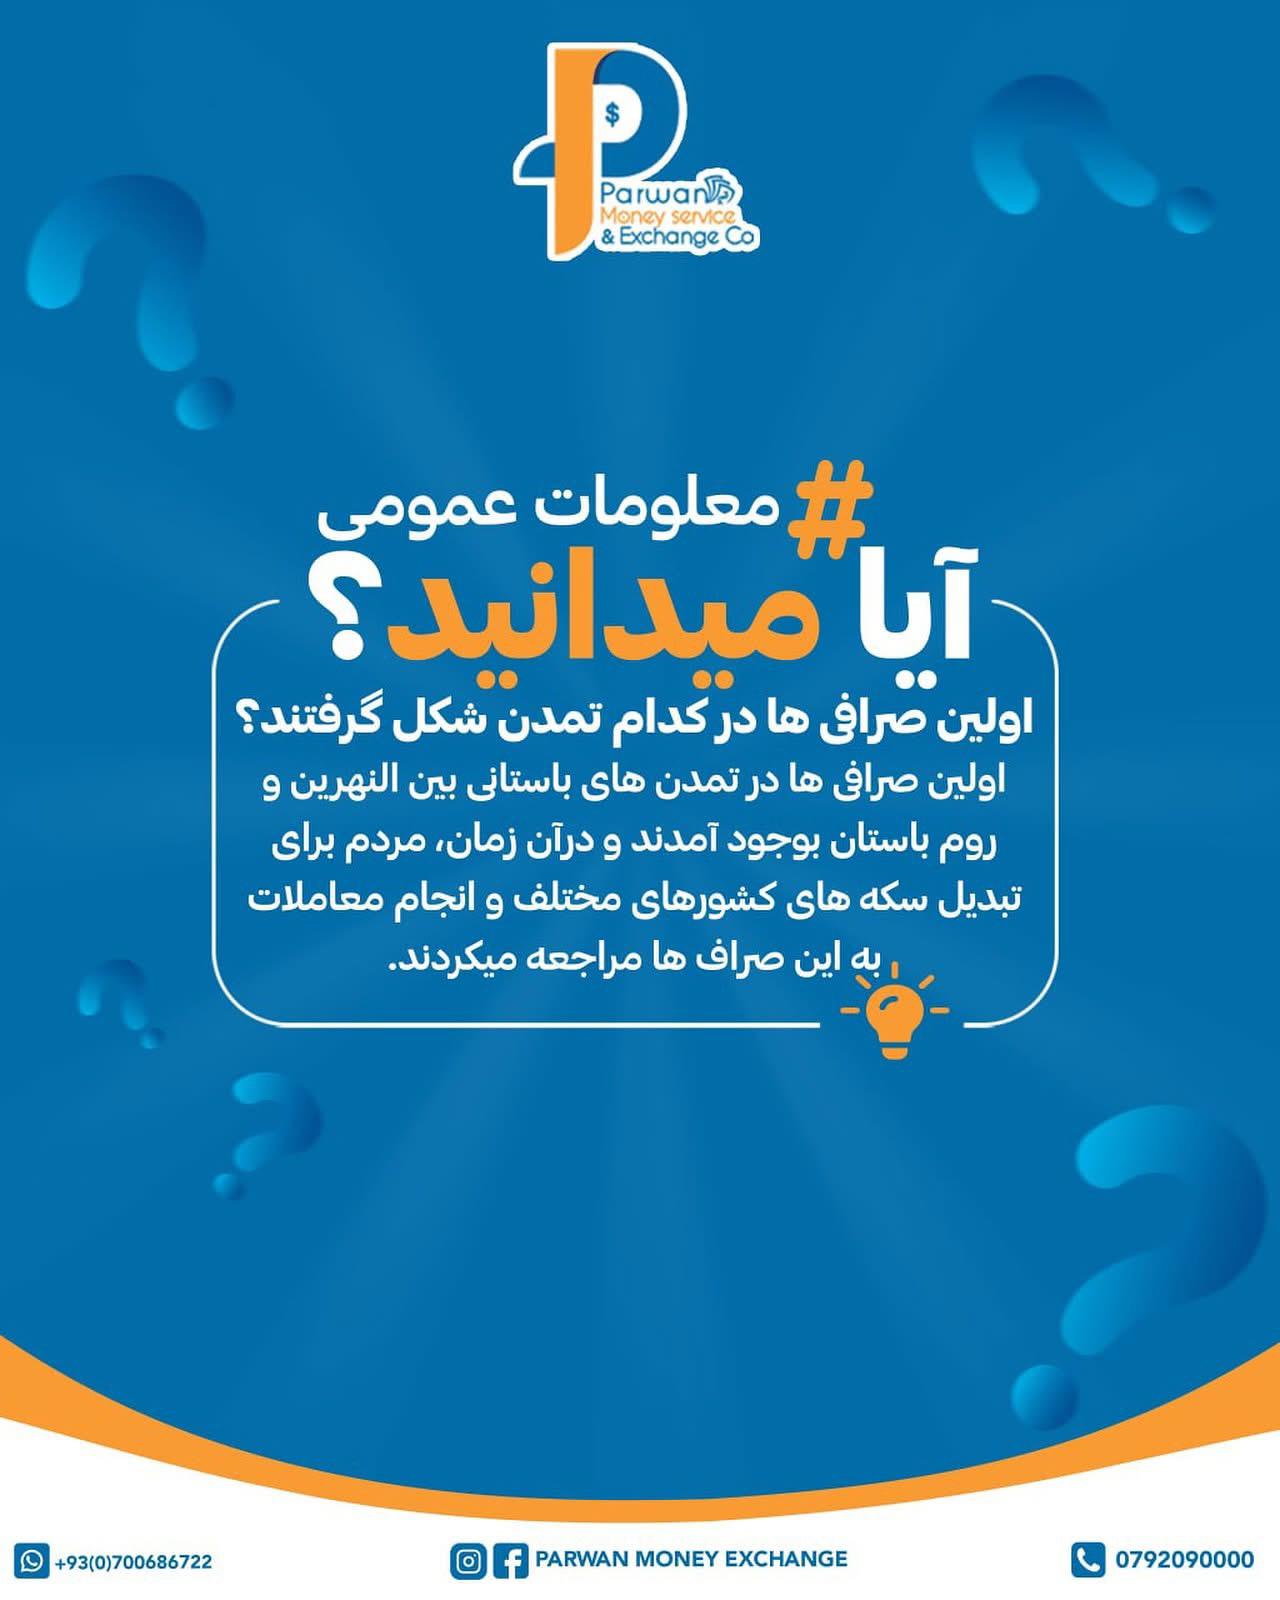 $
Parwan
Money service
& Exchange Co
#معلومات عمومی
آیا میدانید؟
اولین صرافی ها در کدام تمدن شکل گرفتند؟
اولین صرافی ها در تمدن های باستانی بین النهرین و
روم باستان بوجود آمدند و درآن زمان، مردم برای
تبدیل سکه های کشورهای مختلف و انجام معاملات
به این صراف ها مراجعه میکردند.
+93(0)700686722
PARWAN MONEY EXCHANGE
0792090000